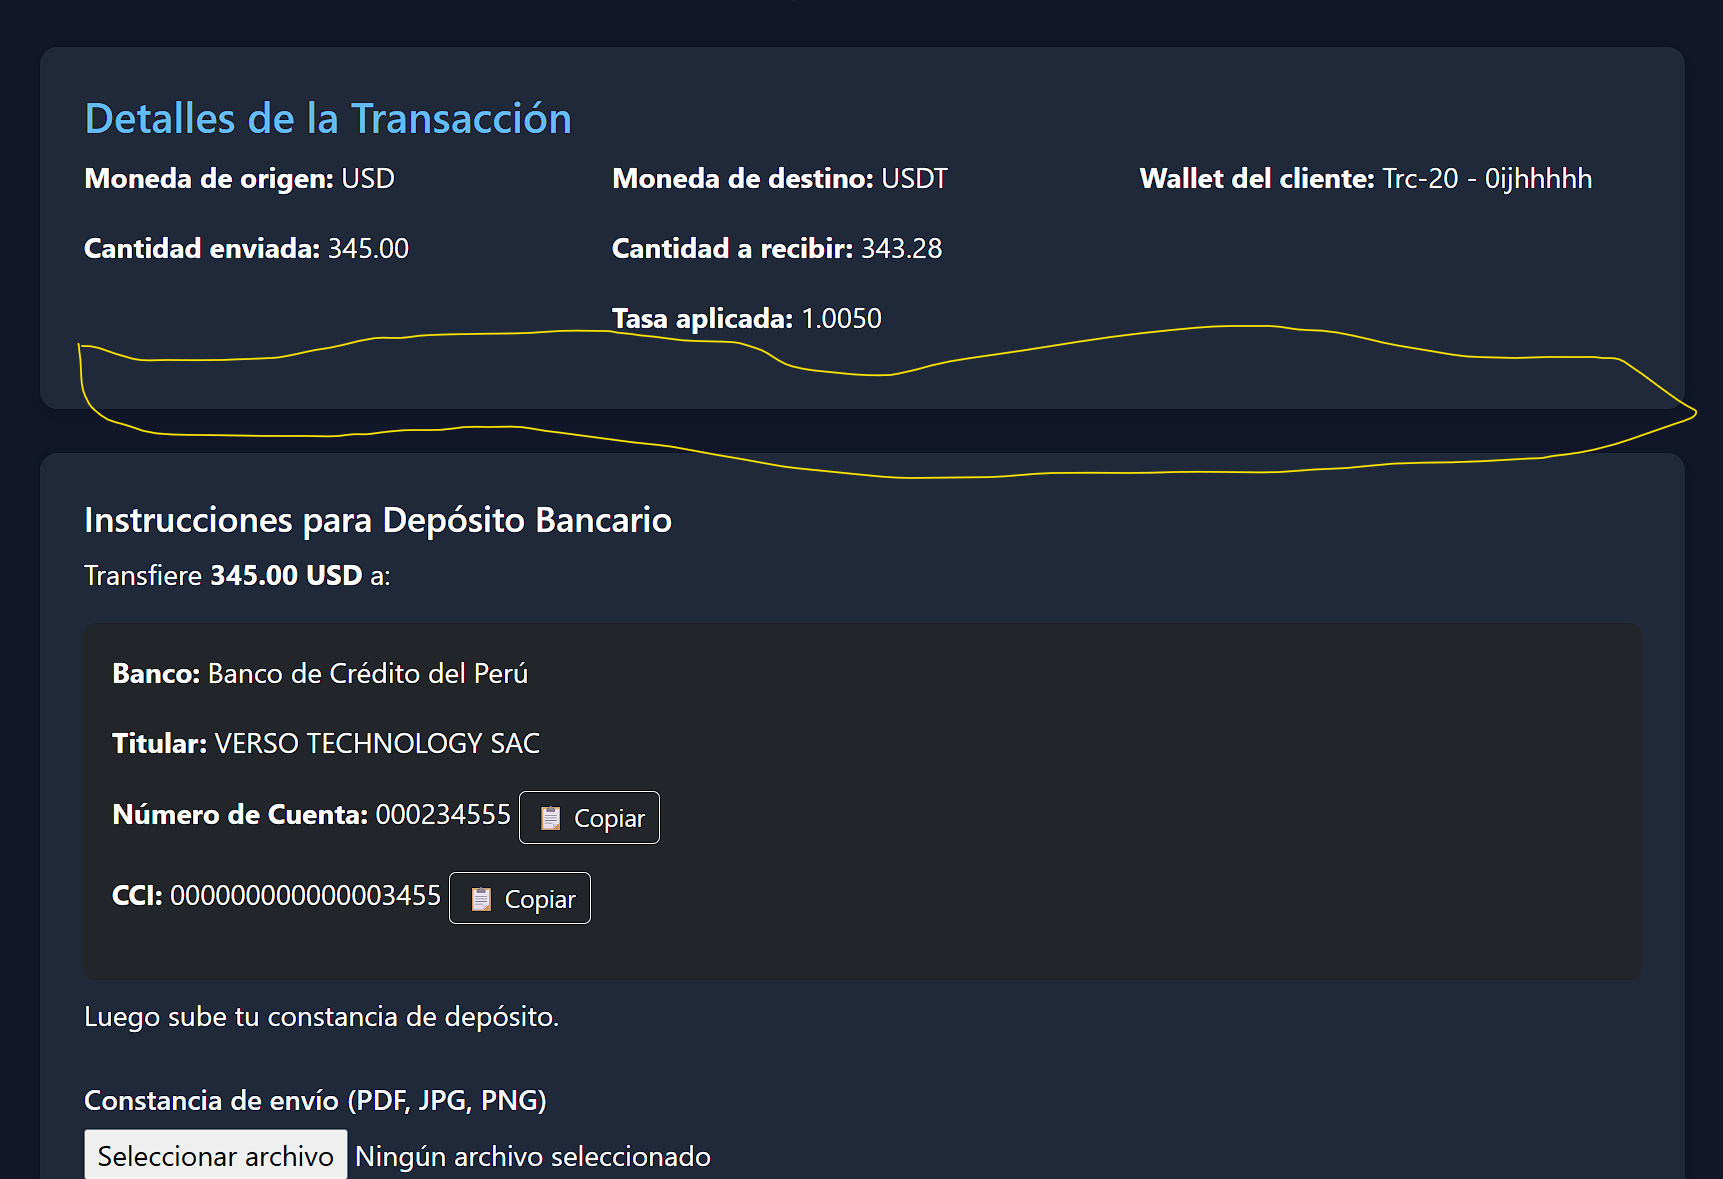 Detalles de la Transacción
Moneda de origen: USD
Moneda de destino: USDT
Wallet del cliente: Trc-20 - 0ijhhhhh
Cantidad enviada: 345.00
Cantidad a recibir: 343.28
Tasa aplicada: 1.0050
Instrucciones para Depósito Bancario
Transfiere 345.00 USD a:
Banco: Banco de Crédito del Perú
Titular: VERSO TECHNOLOGY SAC
Número de Cuenta: 000234555 Copiar
CCI: 000000000000003455 Copiar
Luego sube tu constancia de depósito.
Constancia de envío (PDF, JPG, PNG)
Seleccionar archivo Ningún archivo seleccionado